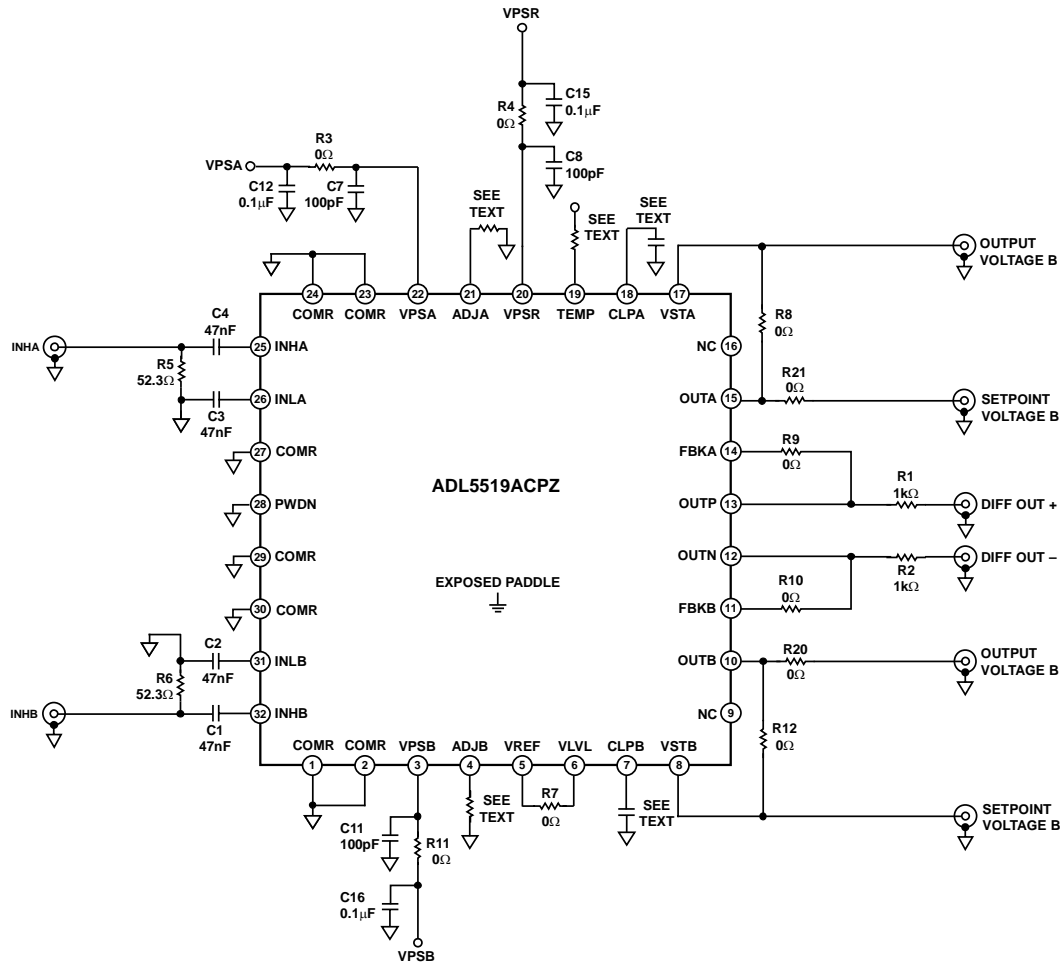 VPSR
C15
0.1µF
R4
0Ω
R3
0Ω
VPSA
C12
0.1µF
C7
100pF
C8
100pF
SEE
TEXT
SEE
TEXT
SEE
TEXT
OUTPUT
VOLTAGE B
24
23
22
21
20
19
18
17
COMR
COMR
VPSA
ADJA
VPSR
TEMP
CLPA
VSTA
R8
0Ω
C4
47nF
INHA
25
INHA
NC
16
R5
52.3Ω
R21
0Ω
26
INLA
OUTA
15
SETPOINT
VOLTAGE B
C3
47nF
R9
0Ω
27
COMR
FBKA
14
R1
1kΩ
ADL5519ACPZ
28
PWDN
OUTP
13
DIFF OUT +
29
COMR
OUTN
12
DIFF OUT –
R2
1kΩ
EXPOSED PADDLE
R10
0Ω
30
COMR
FBKB
11
C2
47nF
R20
0Ω
31
INLB
OUTB
10
OUTPUT
VOLTAGE B
R6
52.3Ω
INHB
32
INHB
NC
9
C1
47nF
R12
0Ω
COMR
COMR
VPSB
ADJB
VREF
VLVL
CLPB
VSTB
1
2
3
4
5
6
7
8
SEE
TEXT
R7
0Ω
SEE
TEXT
SETPOINT
VOLTAGE B
C11
100pF
R11
0Ω
C16
0.1µF
VPSB